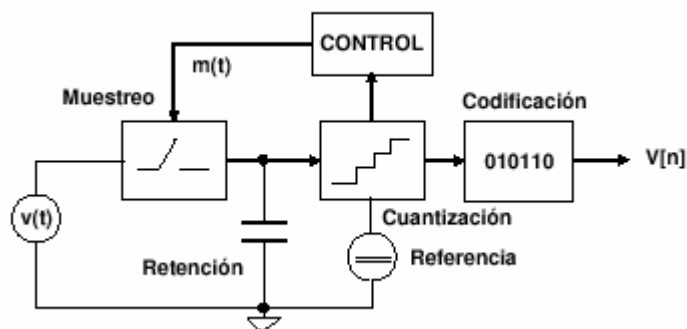 CONTROL
m(t)
Muestreo
Codificación
010110
V[n]
v(t)
Cuantización
Retención
Referencia